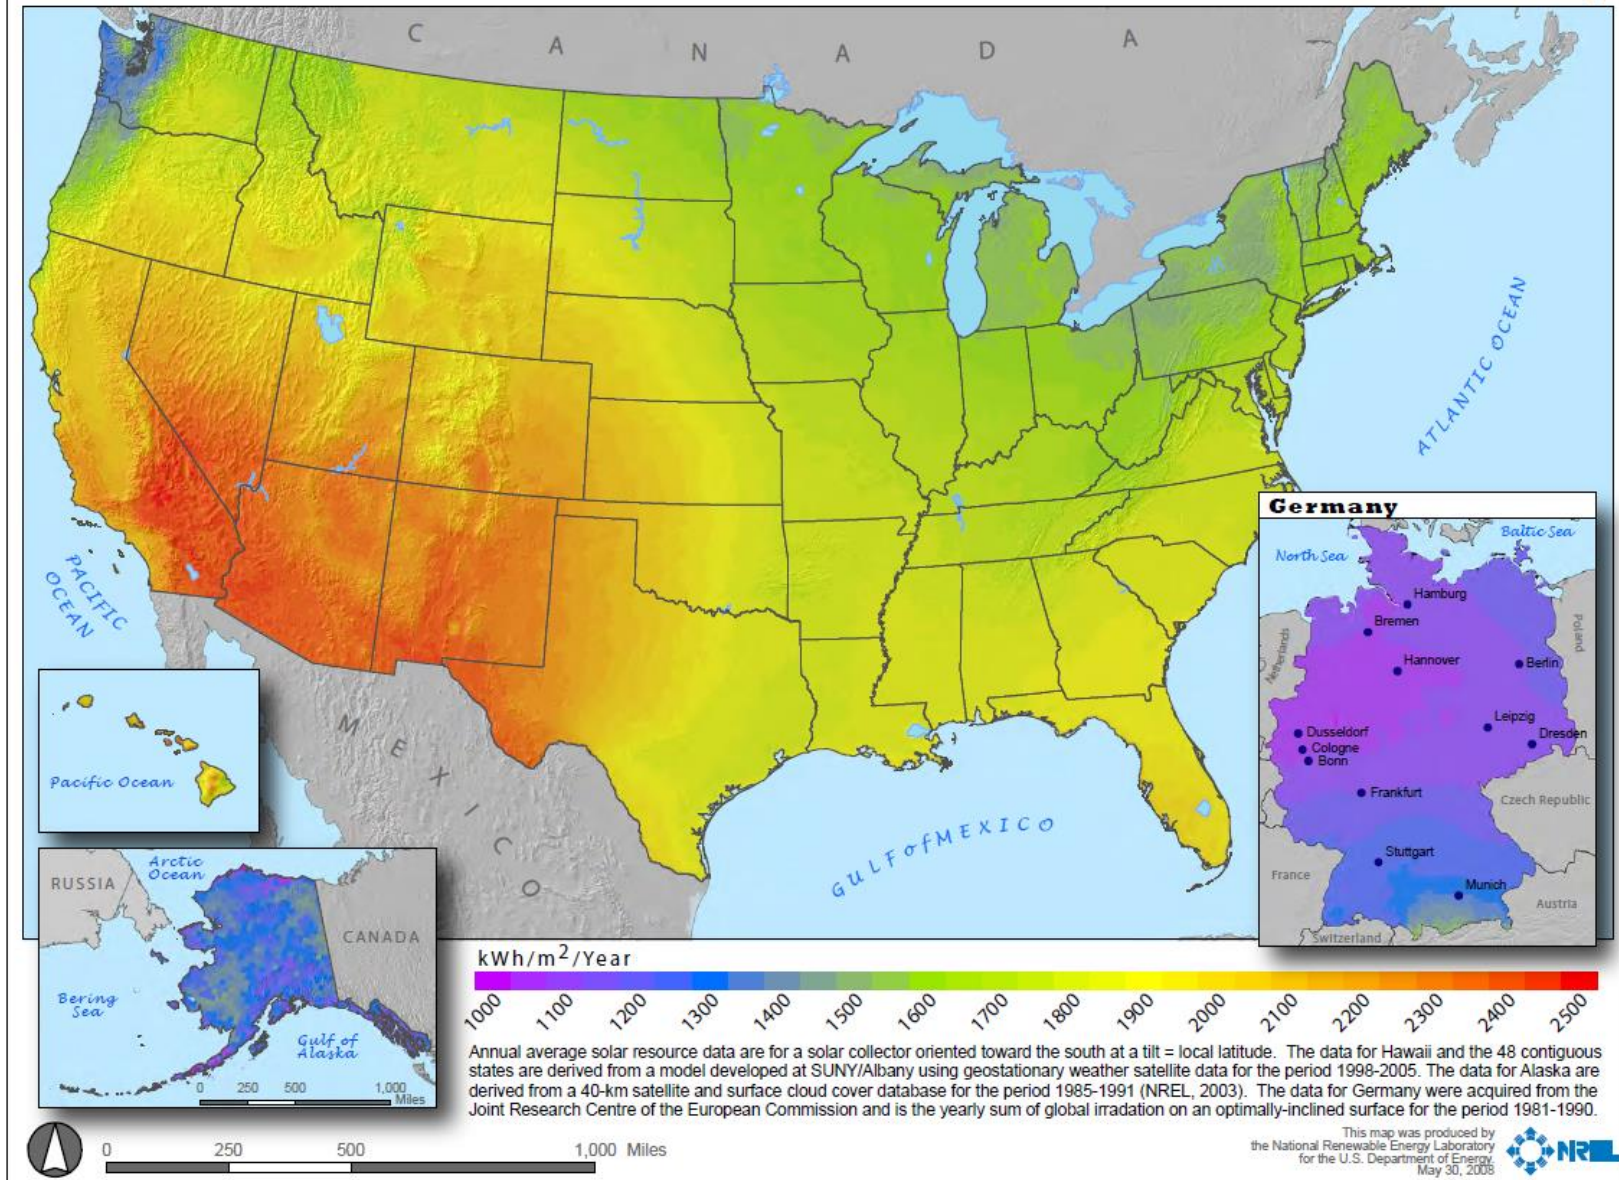 C A N A D A
ATLANTIC OCEAN
PACIFIC
OCEAN
MEXICO
GULF of MEXICO
Pacific Ocean
RUSSIA
Arctic
Ocean
CANADA
Bering
Sea
Gulf of
Alaska
0 250 500 1,000
Miles
Germany
North Sea
Baltic Sea
Hamburg
Bremen
Netherlands
Poland
Hannover
Berlin
Leipzig
Dusseldorf
Dresden
Cologne
Bonn
Frankfurt
Czech Republic
Stuttgart
France
Munich
Austria
Switzerland
kWh/m²/Year
1000 1100 1200 1300 1400 1500 1600 1700 1800 1900 2000 2100 2200 2300 2400 2500
Annual average solar resource data are for a solar collector oriented toward the south at a tilt = local latitude. The data for Hawaii and the 48 contiguous
states are derived from a model developed at SUNY/Albany using geostationary weather satellite data for the period 1998-2005. The data for Alaska are
derived from a 40-km satellite and surface cloud cover database for the period 1985-1991 (NREL, 2003). The data for Germany were acquired from the
Joint Research Centre of the European Commission and is the yearly sum of global irradation on an optimally-inclined surface for the period 1981-1990.
0 250 500 1,000 Miles
This map was produced by
the National Renewable Energy Laboratory
for the U.S. Department of Energy.
May 30, 2008